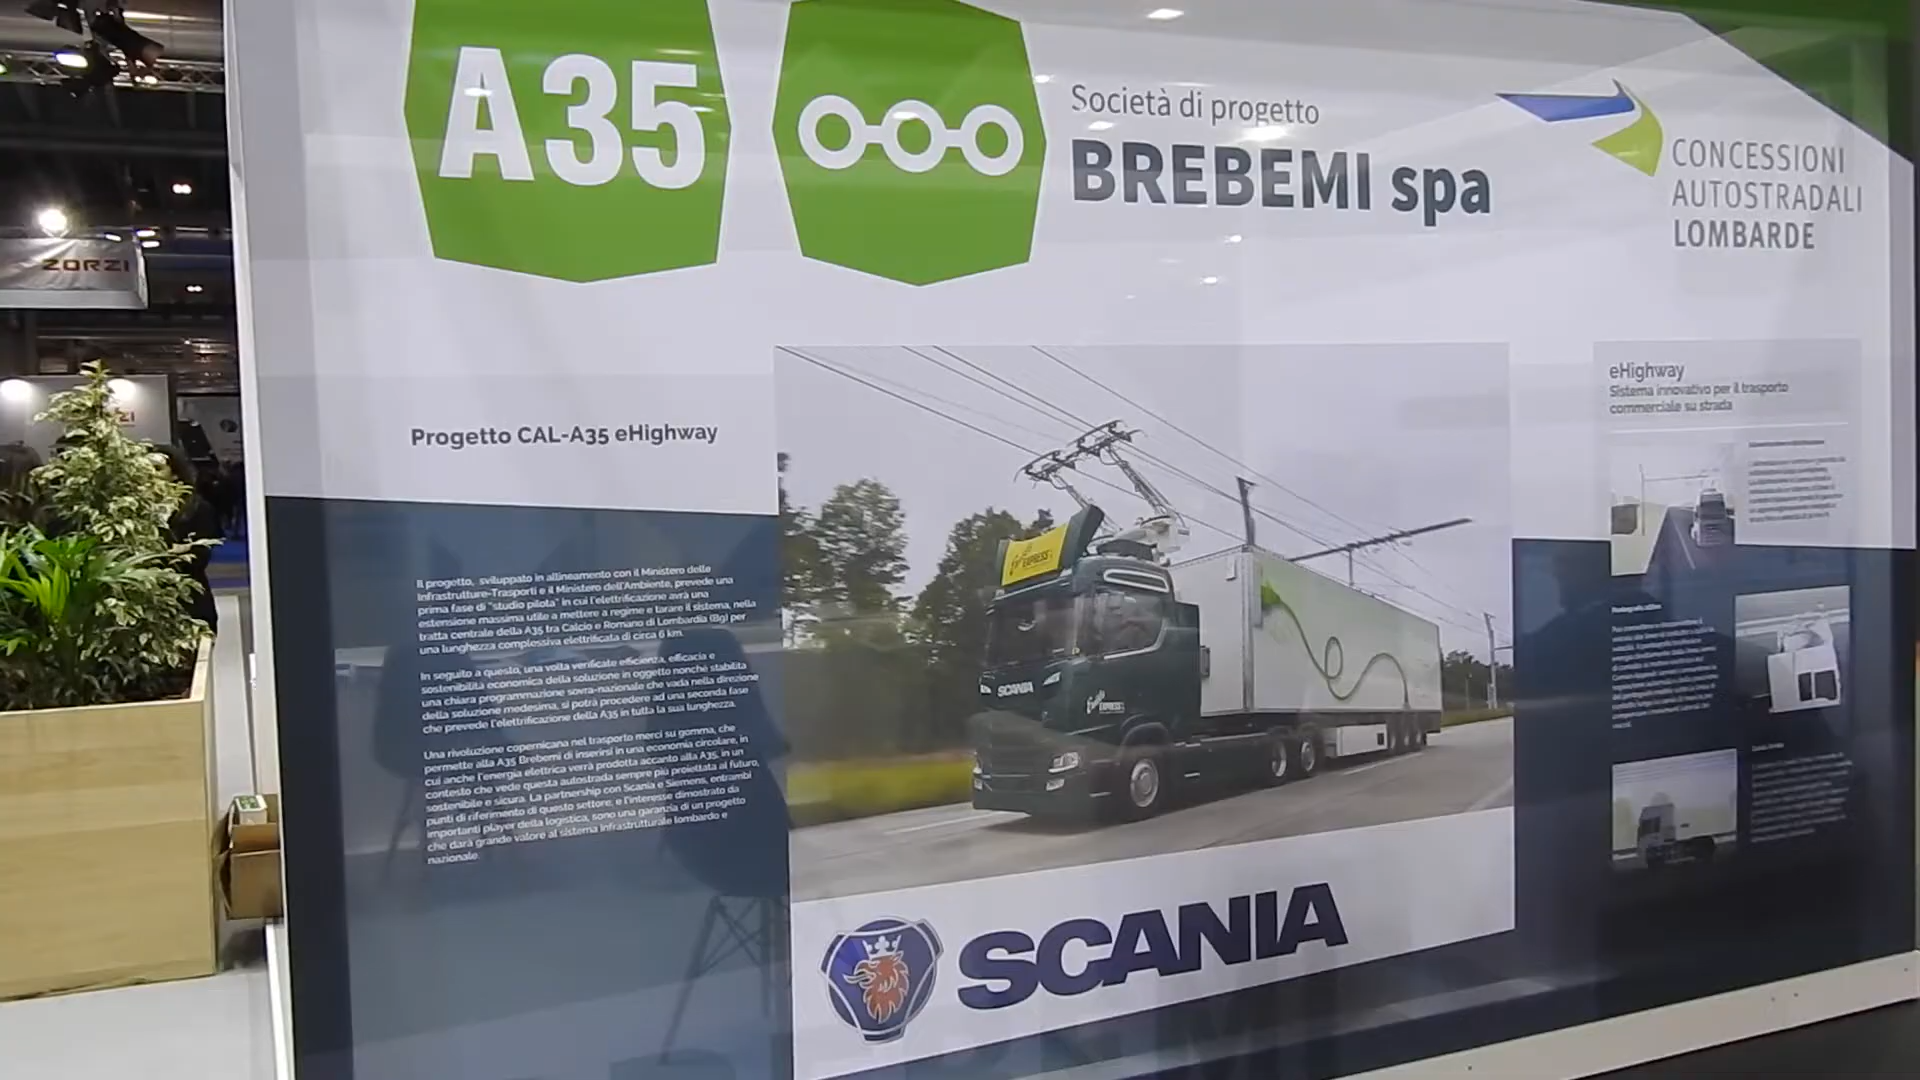 A35
Società di progetto
BREBEMI spa
CONCESSIONI
AUTOSTRADALI
LOMBARDE
ZORZI
Progetto CAL-A35 eHighway
Il progetto, sviluppato in allineamento con il Ministero delle
Infrastrutture-Trasporti e il Ministero dell'Ambiente, prevede una
prima fase di "studio pilota" in cui l'elettrificazione avrà una
estensione massima utile a mettere a regime e tarare il sistema, nella
tratta centrale della A35 tra Calcio e Romano di Lombardia (Bg) per
una lunghezza complessiva elettrificata di circa 6 km.
In seguito a questo, una volta verificate efficienza, efficacia e
sostenibilità economica della soluzione in oggetto nonché stabilita
una chiara programmazione sovra-nazionale che vada nella direzione
della soluzione medesima, si potrà procedere ad una seconda fase
che prevede l'elettrificazione della A35 in tutta la sua lunghezza.
Una rivoluzione copernicana nel trasporto merci su gomma, che
permette alla A35 Brebemi di inserirsi in una economia circolare, in
cui anche l'energia elettrica verrà prodotta accanto alla A35, in un
contesto che vede questa autostrada sempre più proiettata al futuro,
sostenibile e sicura. La partnership con Scania e Siemens, entrambi
punti di riferimento di questo settore, e l'interesse dimostrato da
importanti player della logistica, sono una garanzia di un progetto
che darà grande valore al sistema infrastrutturale lombardo e
nazionale.
EXPRESS
SCANIA
EXPRESS
SCANIA
eHighway
Sistema innovativo per il trasporto
commerciale su strada